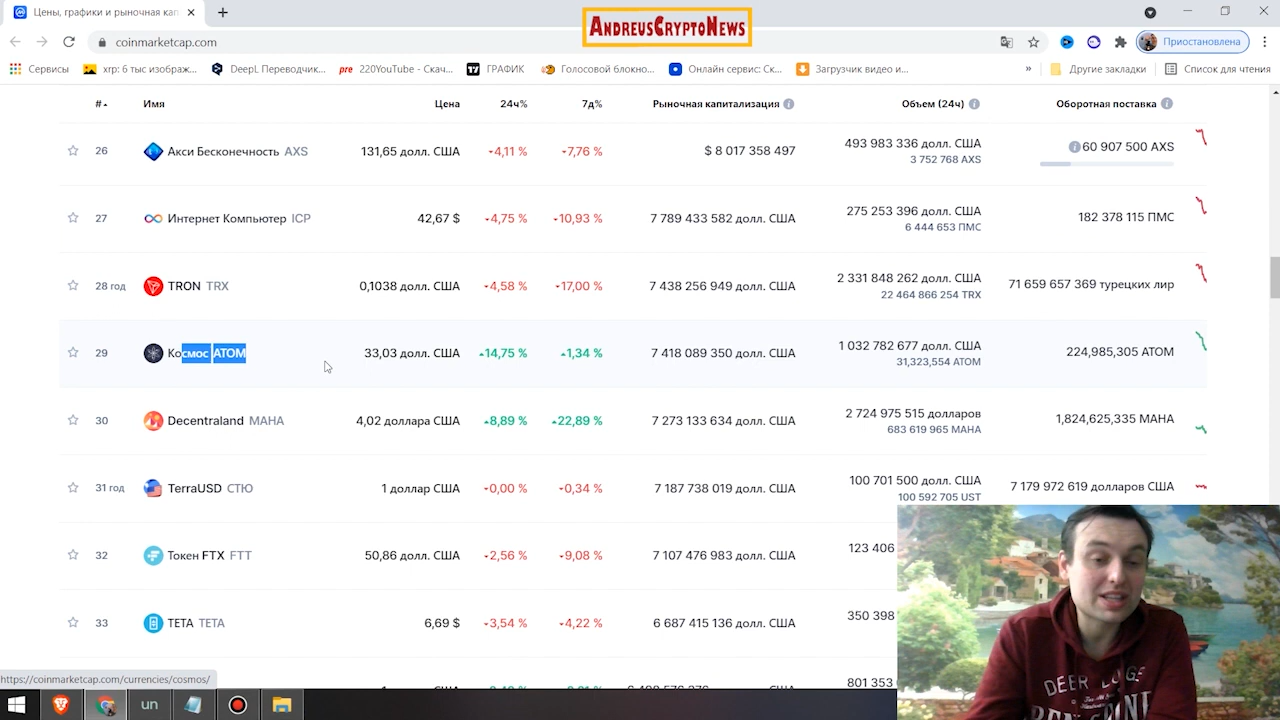 Цены, графики и рыночная кап
AndreusCryptoNews
coinmarketcap.com
Приостановлена
Сервисы
xrp: 6 тыс изображ...
DeepL Переводчик...
pre 220YouTube - Скач...
ГРАФИК
Голосовой блокно...
Онлайн сервис: Ск...
Загрузчик видео и...
»
Другие закладки
Список для чтения
# Имя Цена 24ч% 7д% Рыночная капитализация Объем (24ч) Оборотная поставка
26 Акси Бесконечность AXS 131,65 долл. США 4,11 % 7,76 % $ 8 017 358 497 493 983 336 долл. США 60 907 500 AXS
3 752 768 AXS
27 Интернет Компьютер ICP 42,67 $ 4,75 % 10,93 % 7 789 433 582 долл. США 275 253 396 долл. США 182 378 115 ПМС
6 444 653 ПМС
28 год TRON TRX 0,1038 долл. США 4,58 % 17,00 % 7 438 256 949 долл. США 2 331 848 262 долл. США 71 659 657 369 турецких лир
22 464 866 254 TRX
29 Космос ATOM 33,03 долл. США 14,75 % 1,34 % 7 418 089 350 долл. США 1 032 782 677 долл. США 224,985,305 ATOM
31,323,554 ATOM
30 Decentraland МАНА 4,02 доллара США 8,89 % 22,89 % 7 273 133 634 долл. США 2 724 975 515 долларов 1,824,625,335 МАНА
683 619 965 МАНА
31 год TerraUSD СТЮ 1 доллар США 0,00 % 0,34 % 7 187 738 019 долл. США 100 701 500 долл. США 7 179 972 619 долларов США
100 592 705 UST
32 Токен FTX FTT 50,86 долл. США 2,56 % 9,08 % 7 107 476 983 долл. США 123 406
33 ТЕТА ТЕТА 6,69 $ 3,54 % 4,22 % 6 687 415 136 долл. США 350 398
801 353
https://coinmarketcap.com/currencies/cosmos/
un